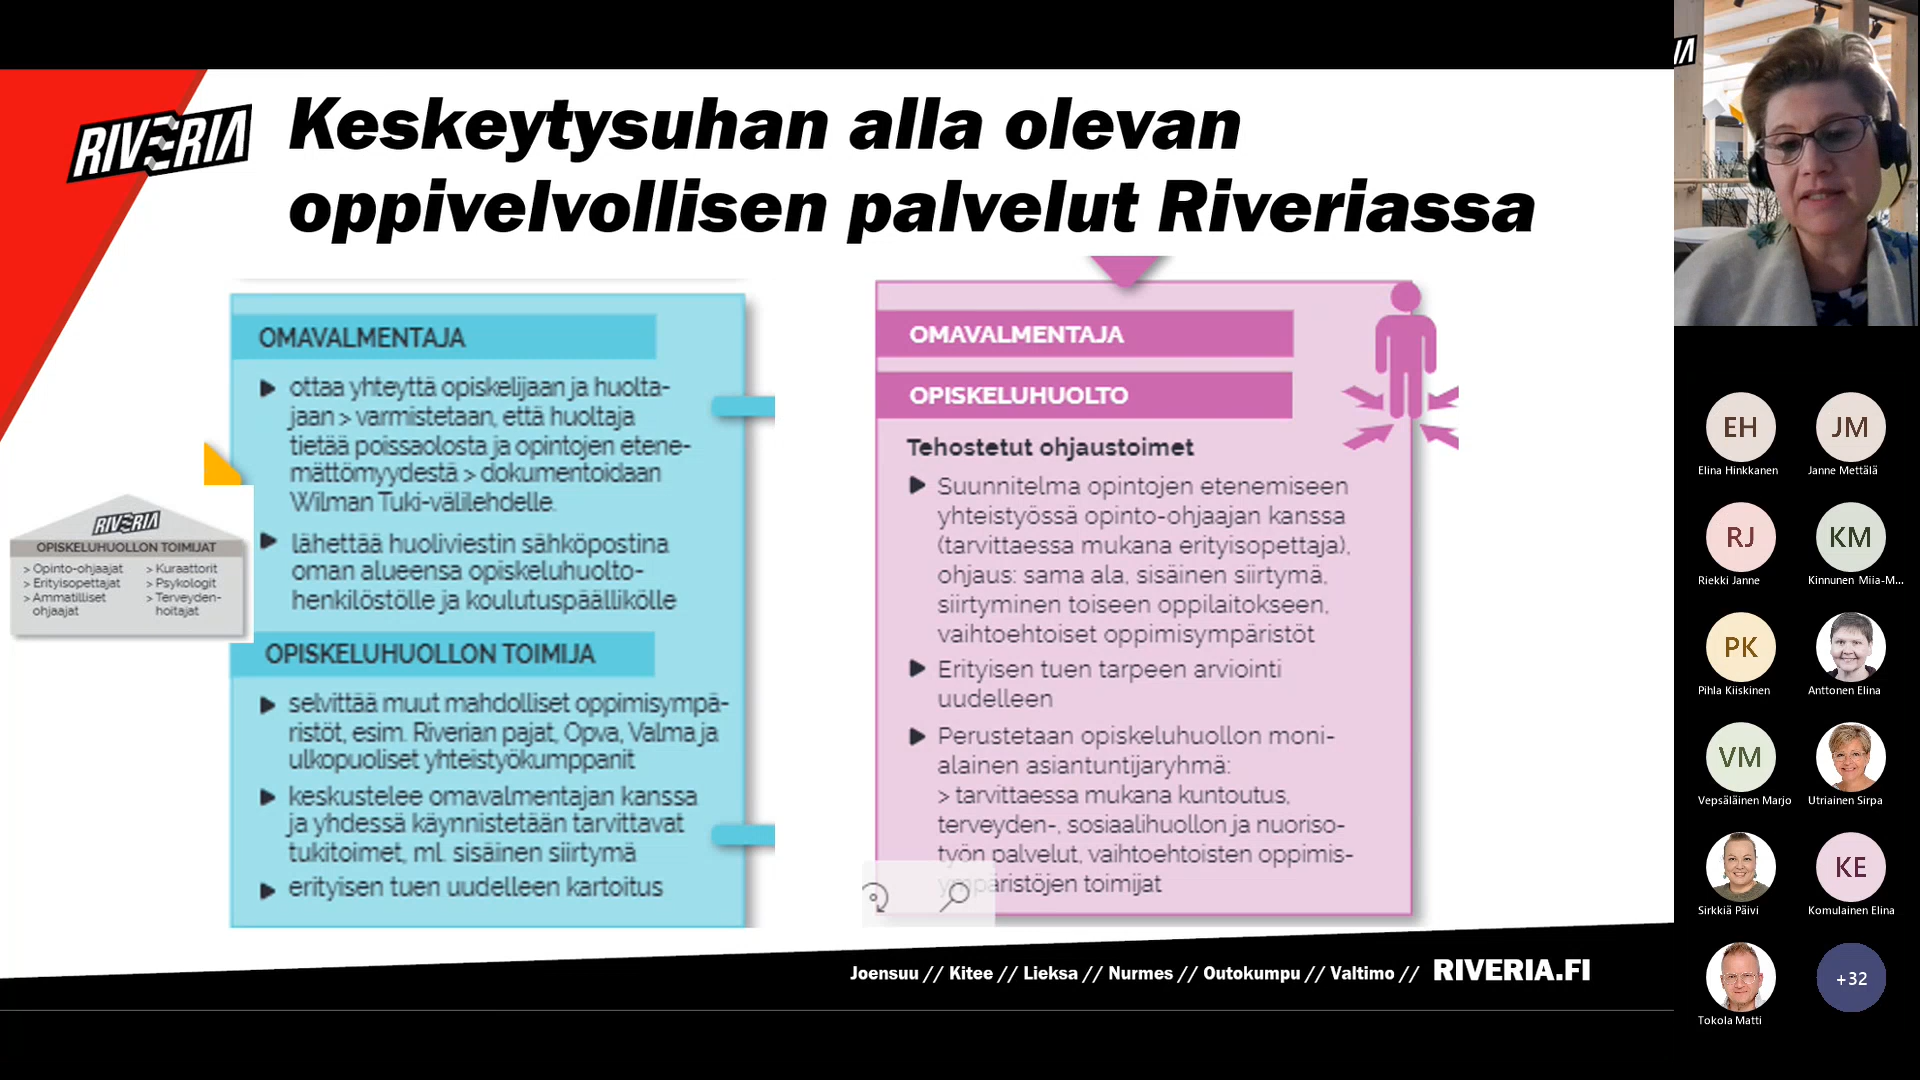 RIVERIA
Keskeytysuhan alla olevan
oppivelvollisen palvelut Riveriassa
OMAVALMENTAJA
ottaa yhteyttä opiskelijaan ja huolta-
jaan > varmistetaan, että huoltaja
tietää poissaolosta ja opintojen etene-
mättömyydestä > dokumentoidaan
Wilman Tuki-välilehdelle.
lähettää huoliviestin sähköpostina
oman alueensa opiskeluhuolto-
henkilöstölle ja koulutuspäällikölle
OPISKELUHUOLLON TOIMIJA
selvittää muut mahdolliset oppimisympä-
ristöt, esim. Riverian pajat, Opva, Valma ja
ulkopuoliset yhteistyökumppanit
keskustelee omavalmentajan kanssa
ja yhdessä käynnistetään tarvittavat
tukitoimet, ml. sisäinen siirtymä
erityisen tuen uudelleen kartoitus
RIVERIA
OPISKELUHUOLLON TOIMIJAT
> Opinto-ohjaajat
> Erityisopettajat
> Ammatilliset
ohjaajat
> Kuraattorit
> Psykologit
> Terveyden-
hoitajat
OMAVALMENTAJA
OPISKELUHUOLTO
Tehostetut ohjaustoimet
Suunnitelma opintojen etenemiseen
yhteistyössä opinto-ohjaajan kanssa
(tarvittaessa mukana erityisopettaja),
ohjaus: sama ala, sisäinen siirtymä,
siirtyminen toiseen oppilaitokseen,
vaihtoehtoiset oppimisympäristöt
Erityisen tuen tarpeen arviointi
uudelleen
Perustetaan opiskeluhuollon moni-
alainen asiantuntijaryhmä:
> tarvittaessa mukana kuntoutus,
terveyden-, sosiaalihuollon ja nuoriso-
työn palvelut, vaihtoehtoisten oppimis-
ympäristöjen toimijat
Joensuu // Kitee // Lieksa // Nurmes // Outokumpu // Valtimo // RIVERIA.FI
IA
EH
Elina Hinkkanen
JM
Janne Mettälä
RJ
Riekki Janne
KM
Kinnunen Miia-M...
PK
Pihla Kiiskinen
Anttonen Elina
VM
Vepsäläinen Marjo
Utriainen Sirpa
Sirkkiä Päivi
KE
Komulainen Elina
Tokola Matti
+32